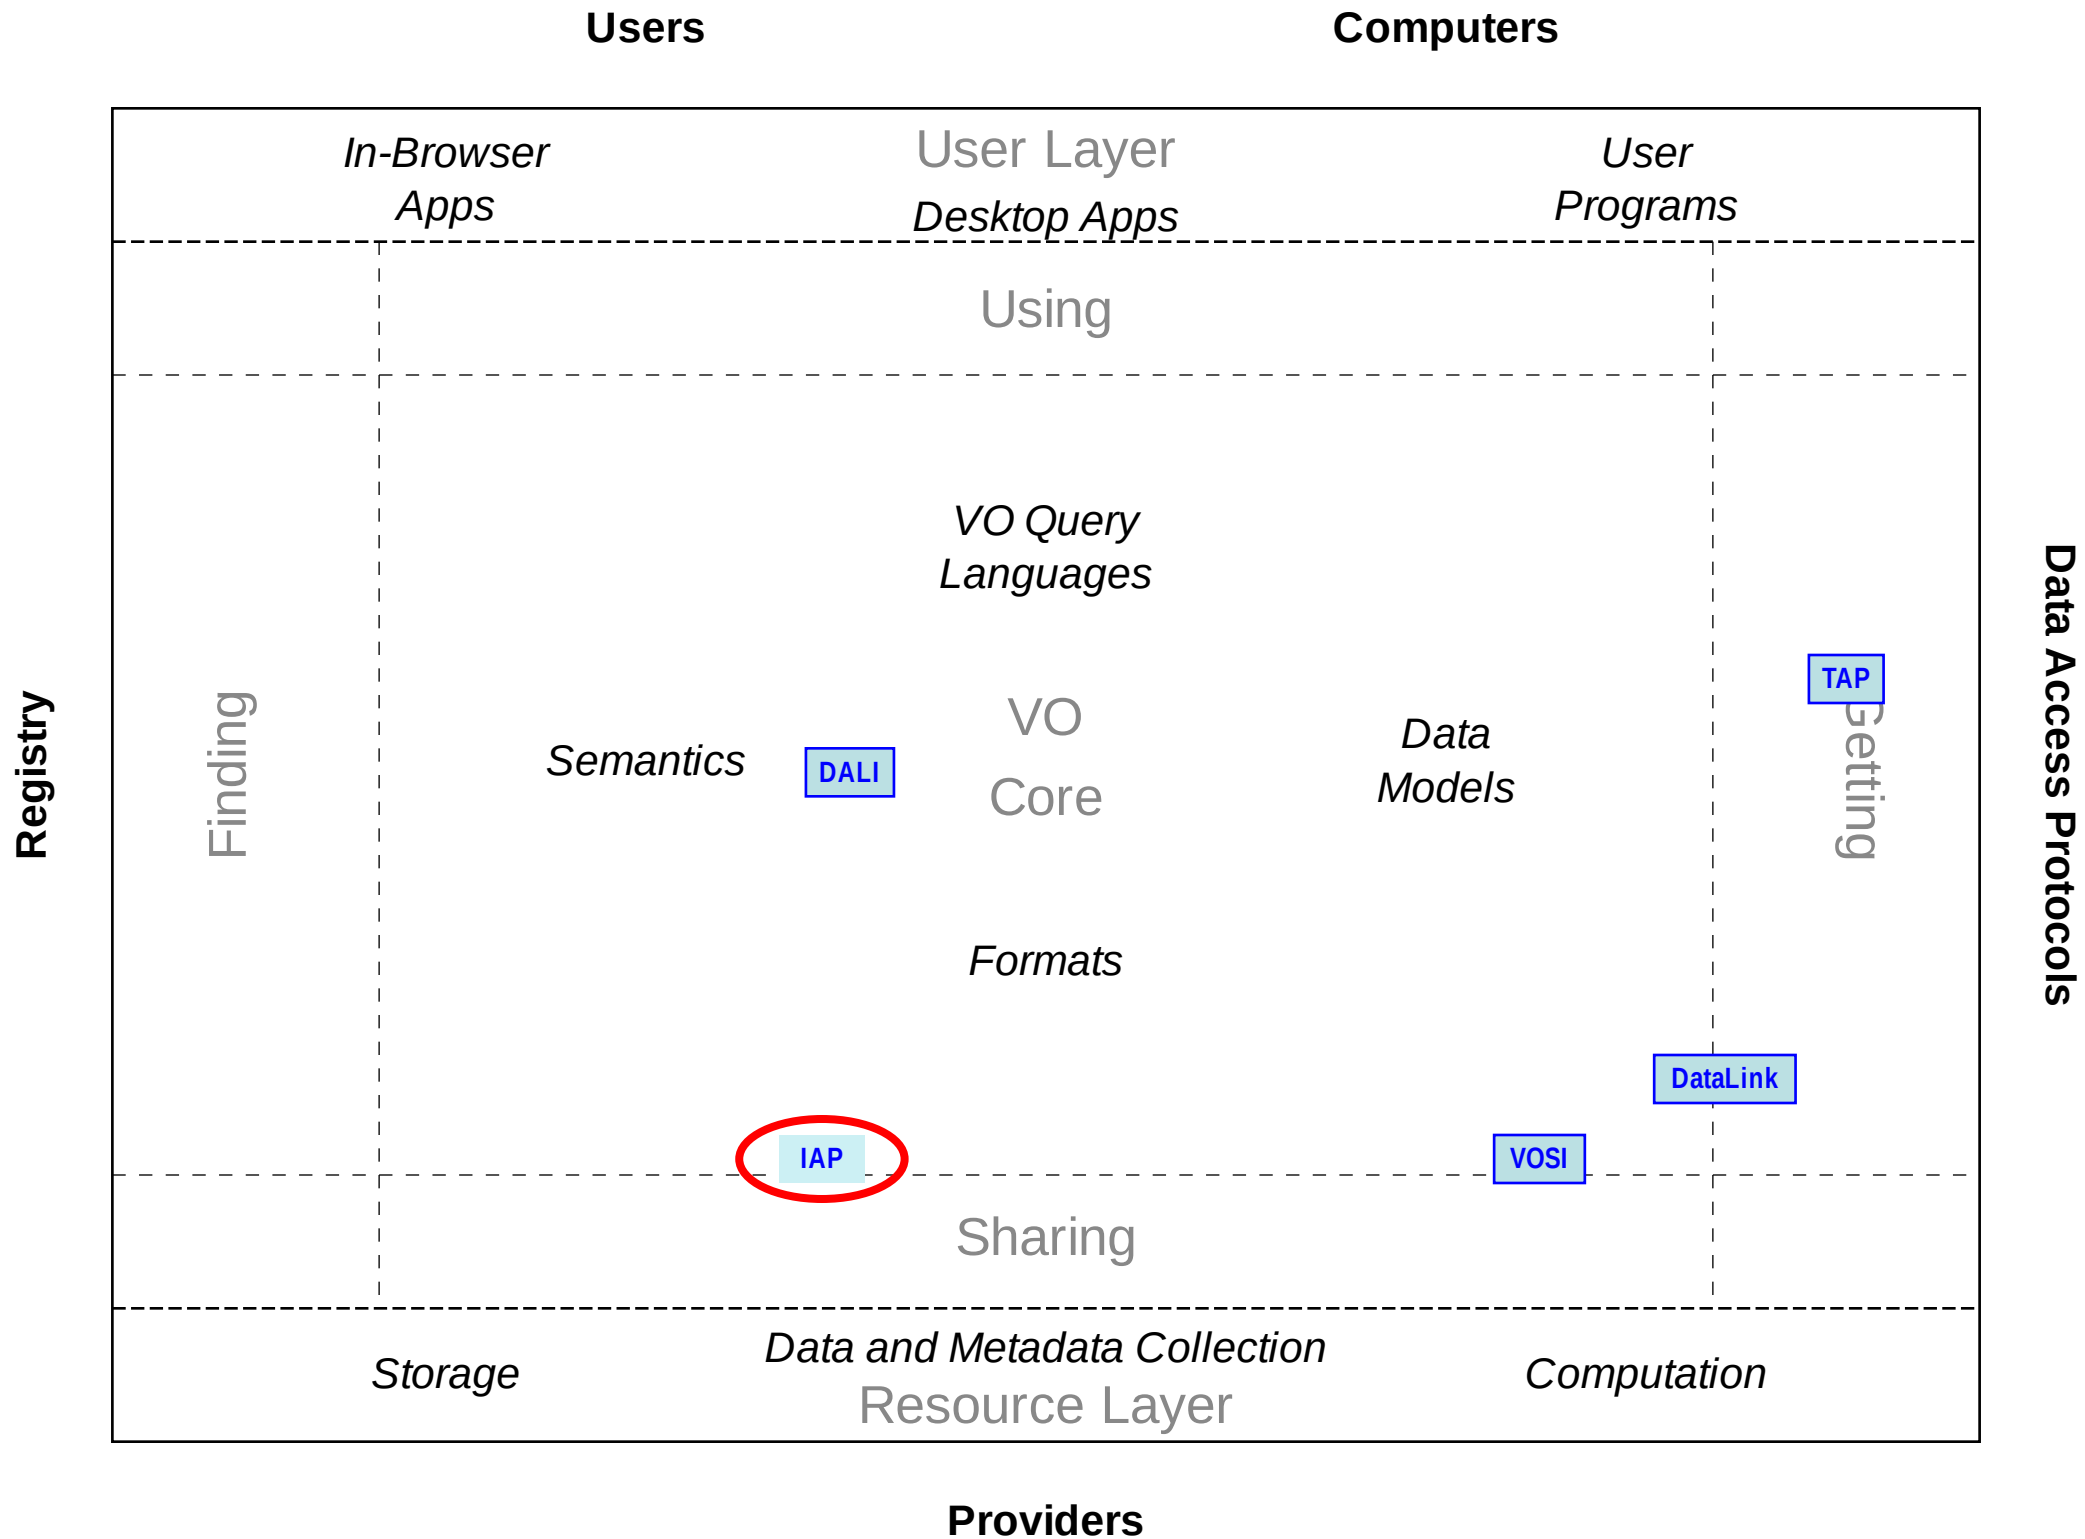 Users
Computers
In-Browser
Apps
User Layer
Desktop Apps
User
Programs
Using
VO Query
Languages
Registry
Finding
Semantics
DALI
VO
Core
Data
Models
TAP
Getting
Data Access Protocols
Formats
DataLink
IAP
VOSI
Sharing
Storage
Data and Metadata Collection
Resource Layer
Computation
Providers